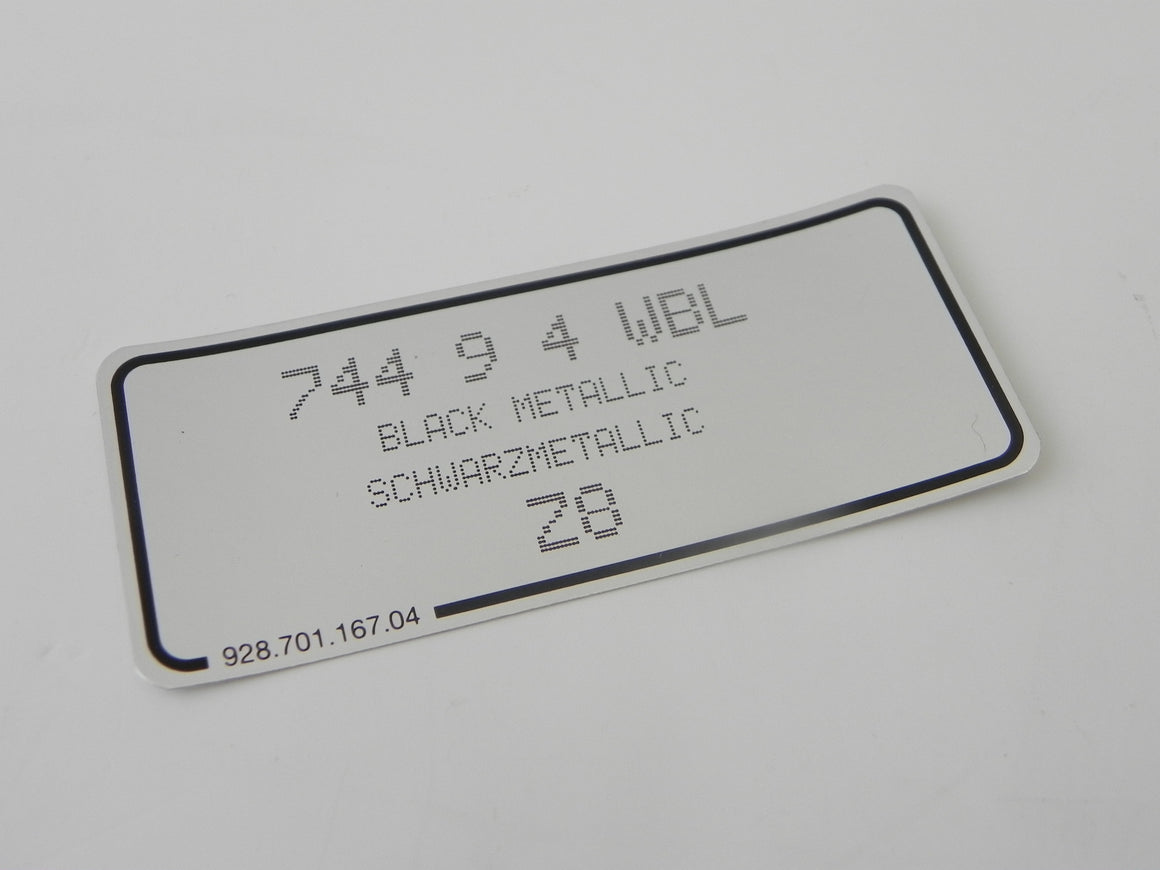 744 9 4 WBL
BLACK METALLIC
SCHWARZMETALLIC
Z8
928.701.167.04